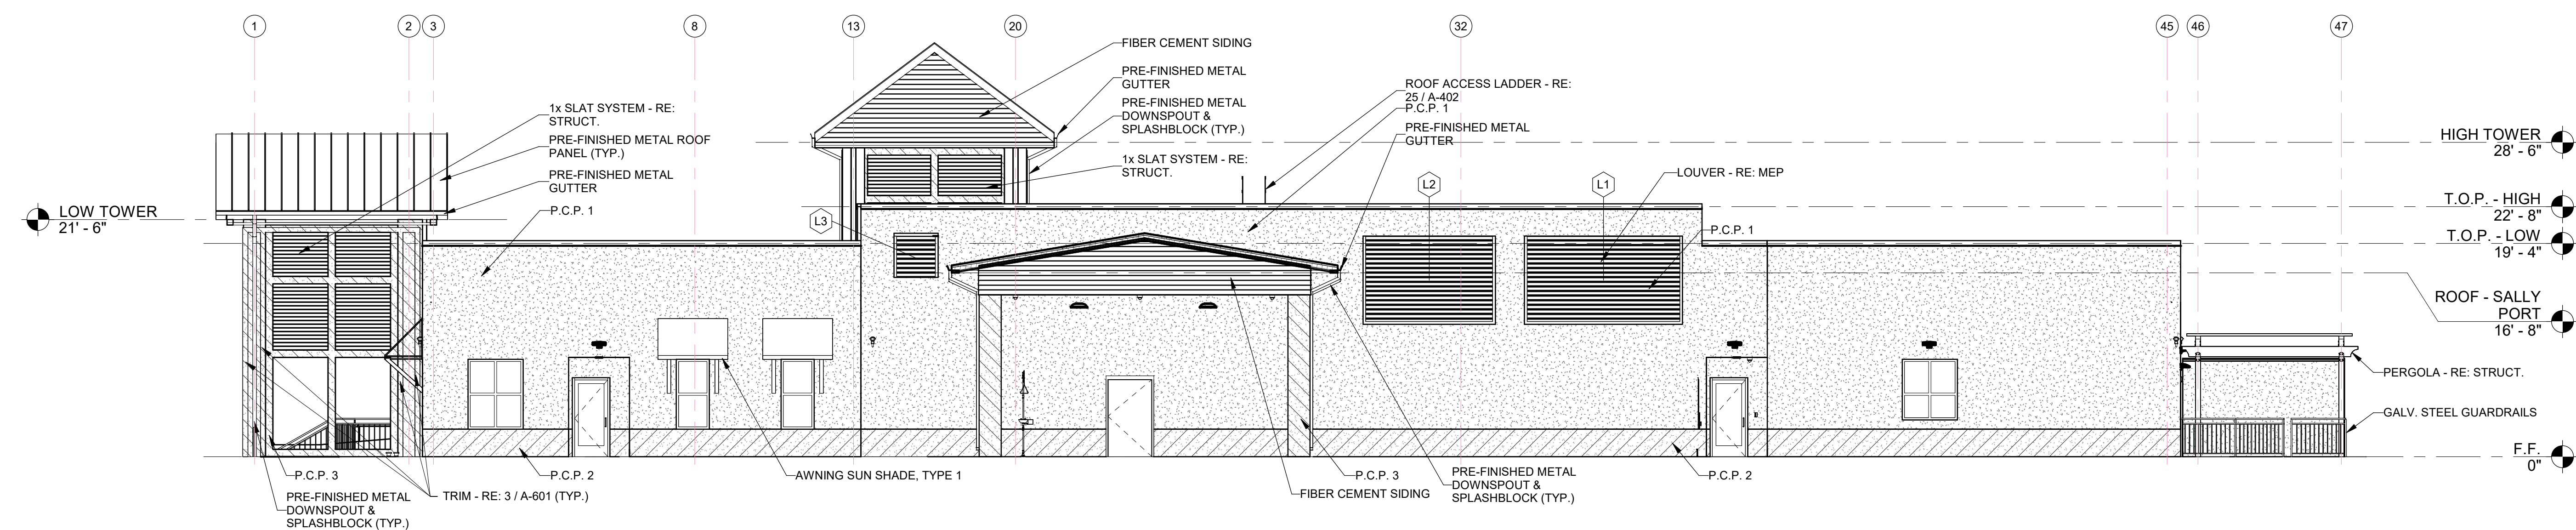 1
2
3
8
13
20
32
45
46
47
FIBER CEMENT SIDING
PRE-FINISHED METAL
GUTTER
PRE-FINISHED METAL
DOWNSPOUT &
SPLASHBLOCK (TYP.)
1x SLAT SYSTEM - RE:
STRUCT.
ROOF ACCESS LADDER - RE:
25 / A-402
P.C.P. 1
PRE-FINISHED METAL
GUTTER
1x SLAT SYSTEM - RE:
STRUCT.
PRE-FINISHED METAL ROOF
PANEL (TYP.)
PRE-FINISHED METAL
GUTTER
P.C.P. 1
LOW TOWER
21' - 6"
L3
L2
L1
LOUVER - RE: MEP
P.C.P. 1
HIGH TOWER
28' - 6"
T.O.P. - HIGH
22' - 8"
T.O.P. - LOW
19' - 4"
ROOF - SALLY
PORT
16' - 8"
PERGOLA - RE: STRUCT.
GALV. STEEL GUARDRAILS
F.F.
0"
P.C.P. 3
PRE-FINISHED METAL
DOWNSPOUT &
SPLASHBLOCK (TYP.)
TRIM - RE: 3 / A-601 (TYP.)
P.C.P. 2
AWNING SUN SHADE, TYPE 1
P.C.P. 3
FIBER CEMENT SIDING
PRE-FINISHED METAL
DOWNSPOUT &
SPLASHBLOCK (TYP.)
P.C.P. 2